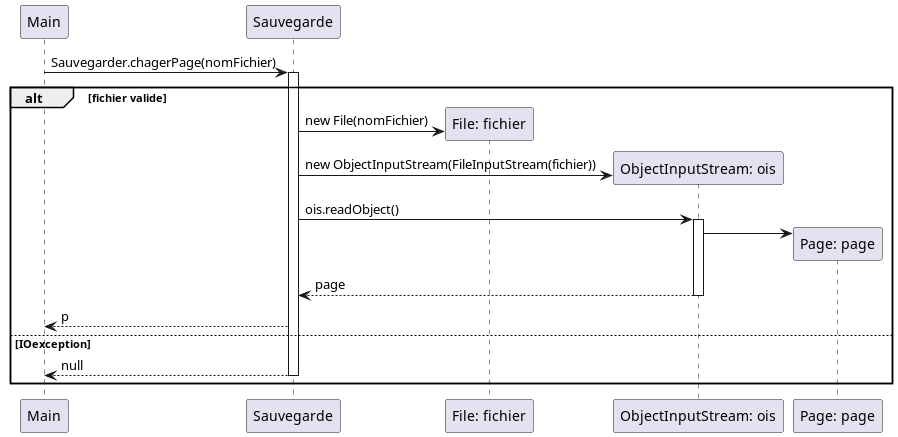 Main
Sauvegarde
Sauvegarder.chagerPage(nomFichier)
alt
[fichier valide]
new File(nomFichier)
File: fichier
new ObjectInputStream(FileInputStream(fichier))
ObjectInputStream: ois
ois.readObject()
Page: page
page
p
[IOexception]
null
Main
Sauvegarde
File: fichier
ObjectInputStream: ois
Page: page